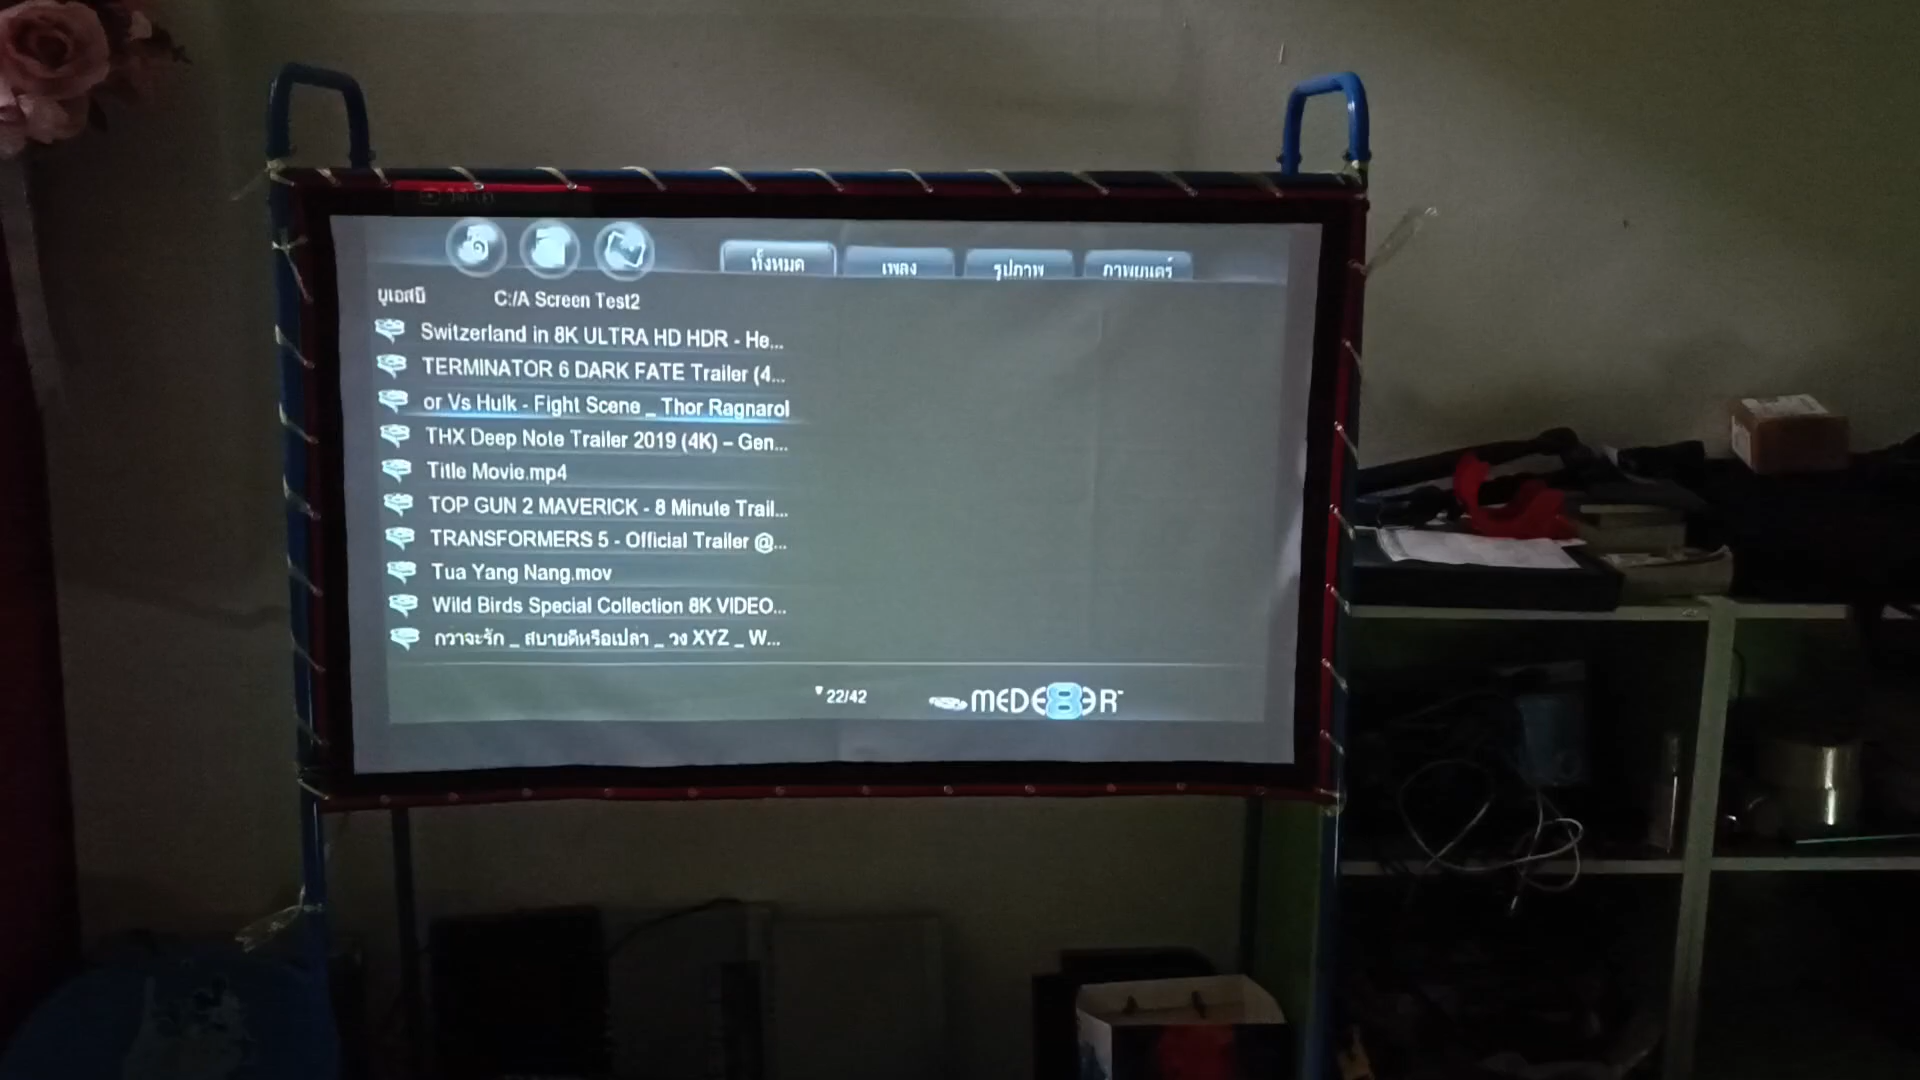 ทั้งหมด เพลง รูปภาพ ภาพยนตร์
ยูเอสบี C:/A Screen Test2
Switzerland in 8K ULTRA HD HDR - He...
TERMINATOR 6 DARK FATE Trailer (4...
or Vs Hulk - Fight Scene _ Thor Ragnarol
THX Deep Note Trailer 2019 (4K) – Gen...
Title Movie.mp4
TOP GUN 2 MAVERICK - 8 Minute Trail...
TRANSFORMERS 5 - Official Trailer @...
Tua Yang Nang.mov
Wild Birds Special Collection 8K VIDEO...
กว่าจะรัก _ สบายดีหรือเปล่า _ วง XYZ _ W...
22/42 MEDE8ER